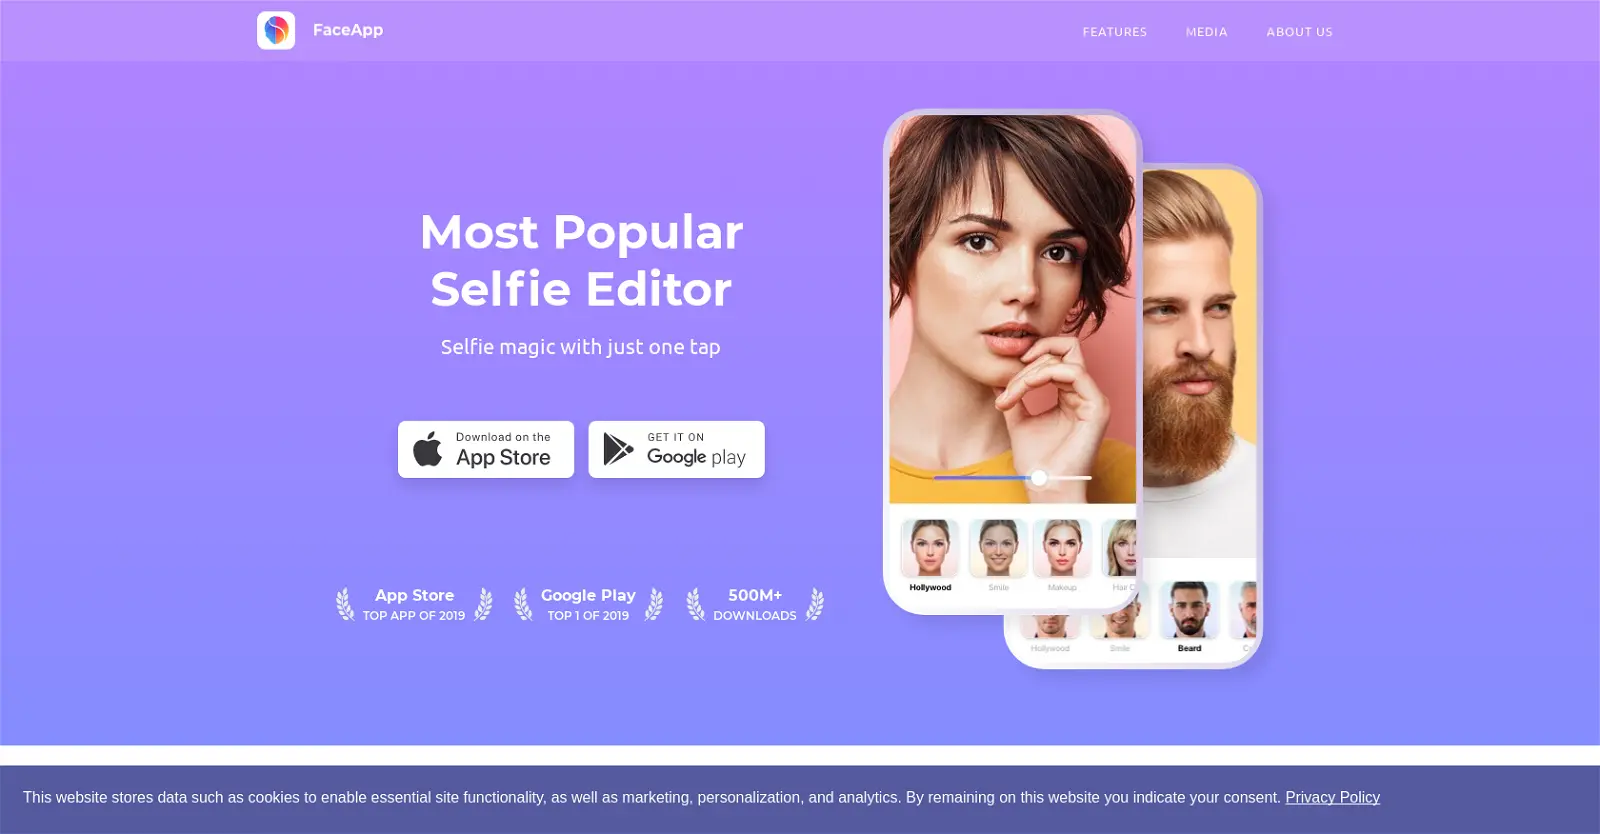 FaceApp
FEATURES
MEDIA
ABOUT US
Most Popular
Selfie Editor
Selfie magic with just one tap
Download on the
App Store
GET IT ON
Google play
App Store
TOP APP OF 2019
Google Play
TOP 1 OF 2019
500M+
DOWNLOADS
Hollywood
Smile
Makeup
Hair C
Hollywood
Smile
Beard
C
This website stores data such as cookies to enable essential site functionality, as well as marketing, personalization, and analytics. By remaining on this website you indicate your consent. Privacy Policy